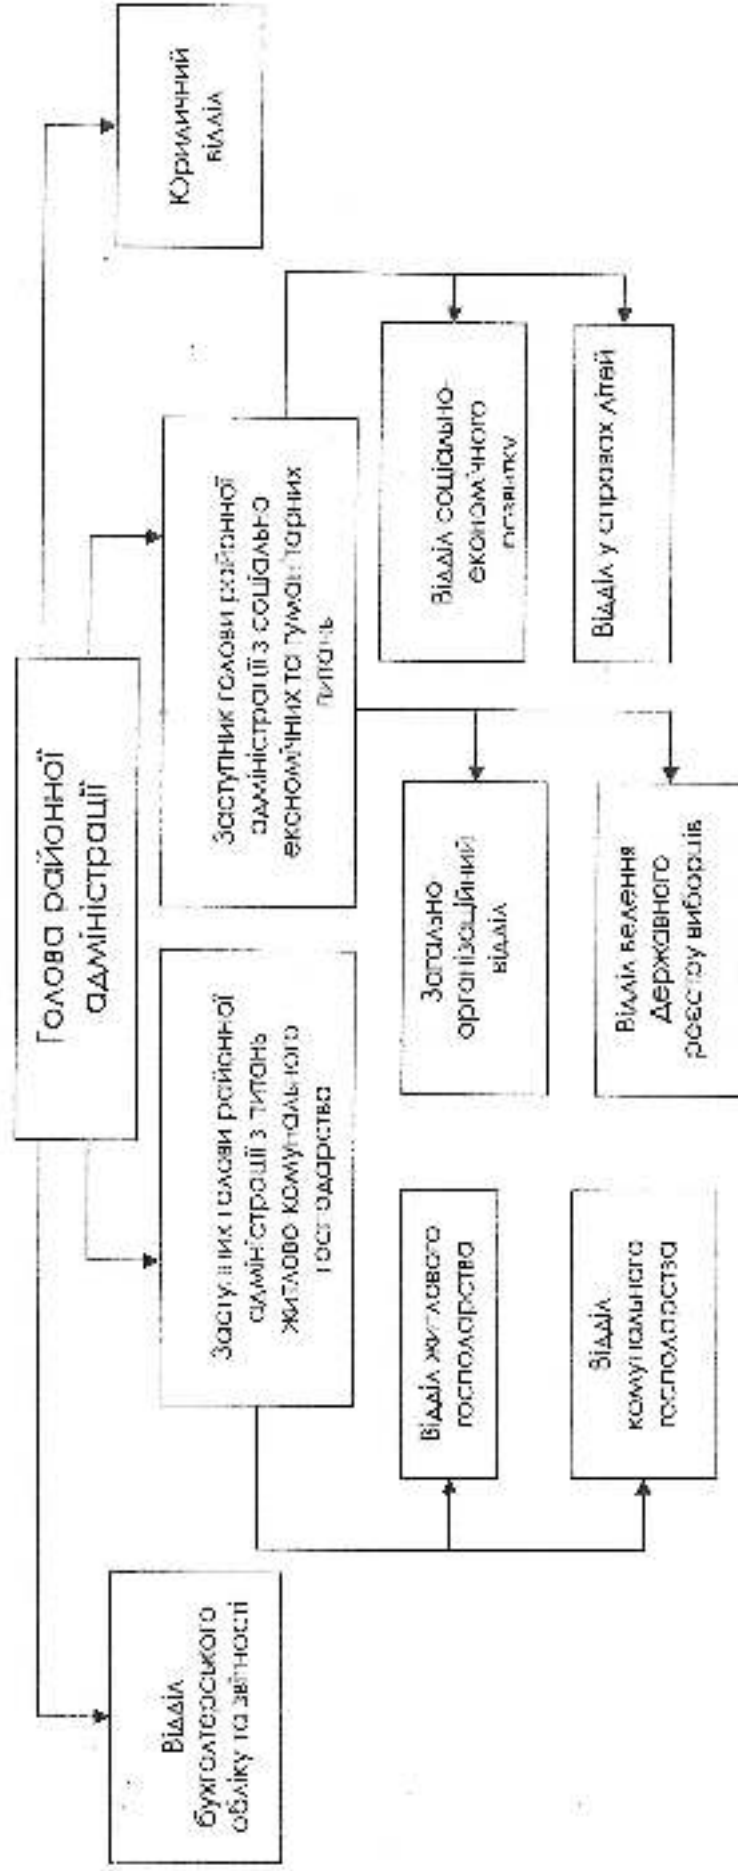 Голова районної
адміністрації
Відділ
бухгалтерського
обліку та звітності
Заступник голови районної
адміністрації з питань
житлово комунального
господарства
Заступник голови районної
адміністрації з соціально
економічних та гуманітарних
питань
Юридичний
відділ
Відділ житлового
господарства
Загально-
організаційний
відділ
Відділ соціально-
економічного
розвитку
Відділ
комунального
господарства
Відділ ведення
Державного
реєстру виборців
Відділ у справах дітей